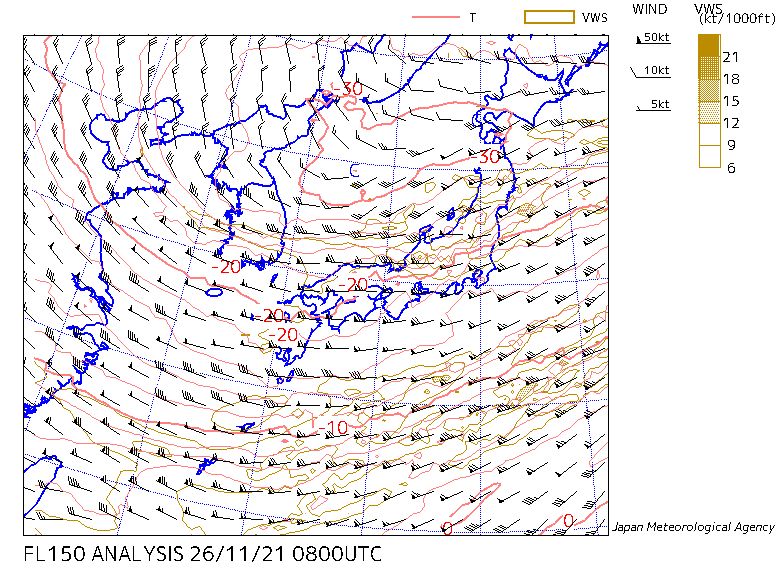 T
VWS
WIND
VWS
(kt/1000ft)
50kt
10kt
5kt
21
18
15
12
9
6
-30
-30
C
-20
-20
-20
-20
-10
0
0
Japan Meteorological Agency
FL150 ANALYSIS 26/11/21 0800UTC